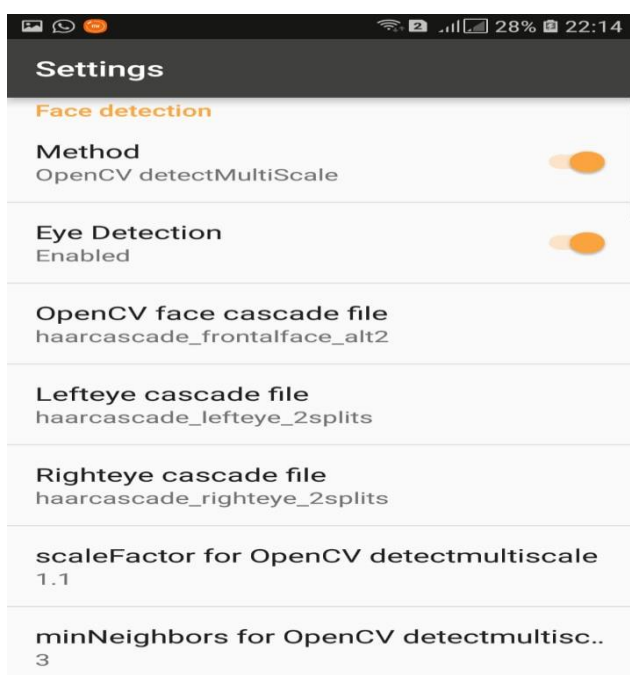 2 28% 22:14
Settings
Face detection
Method
OpenCV detectMultiScale
Eye Detection
Enabled
OpenCV face cascade file
haarcascade_frontalface_alt2
Lefteye cascade file
haarcascade_lefteye_2splits
Righteye cascade file
haarcascade_righteye_2splits
scaleFactor for OpenCV detectmultiscale
1.1
minNeighbors for OpenCV detectmultisc..
3